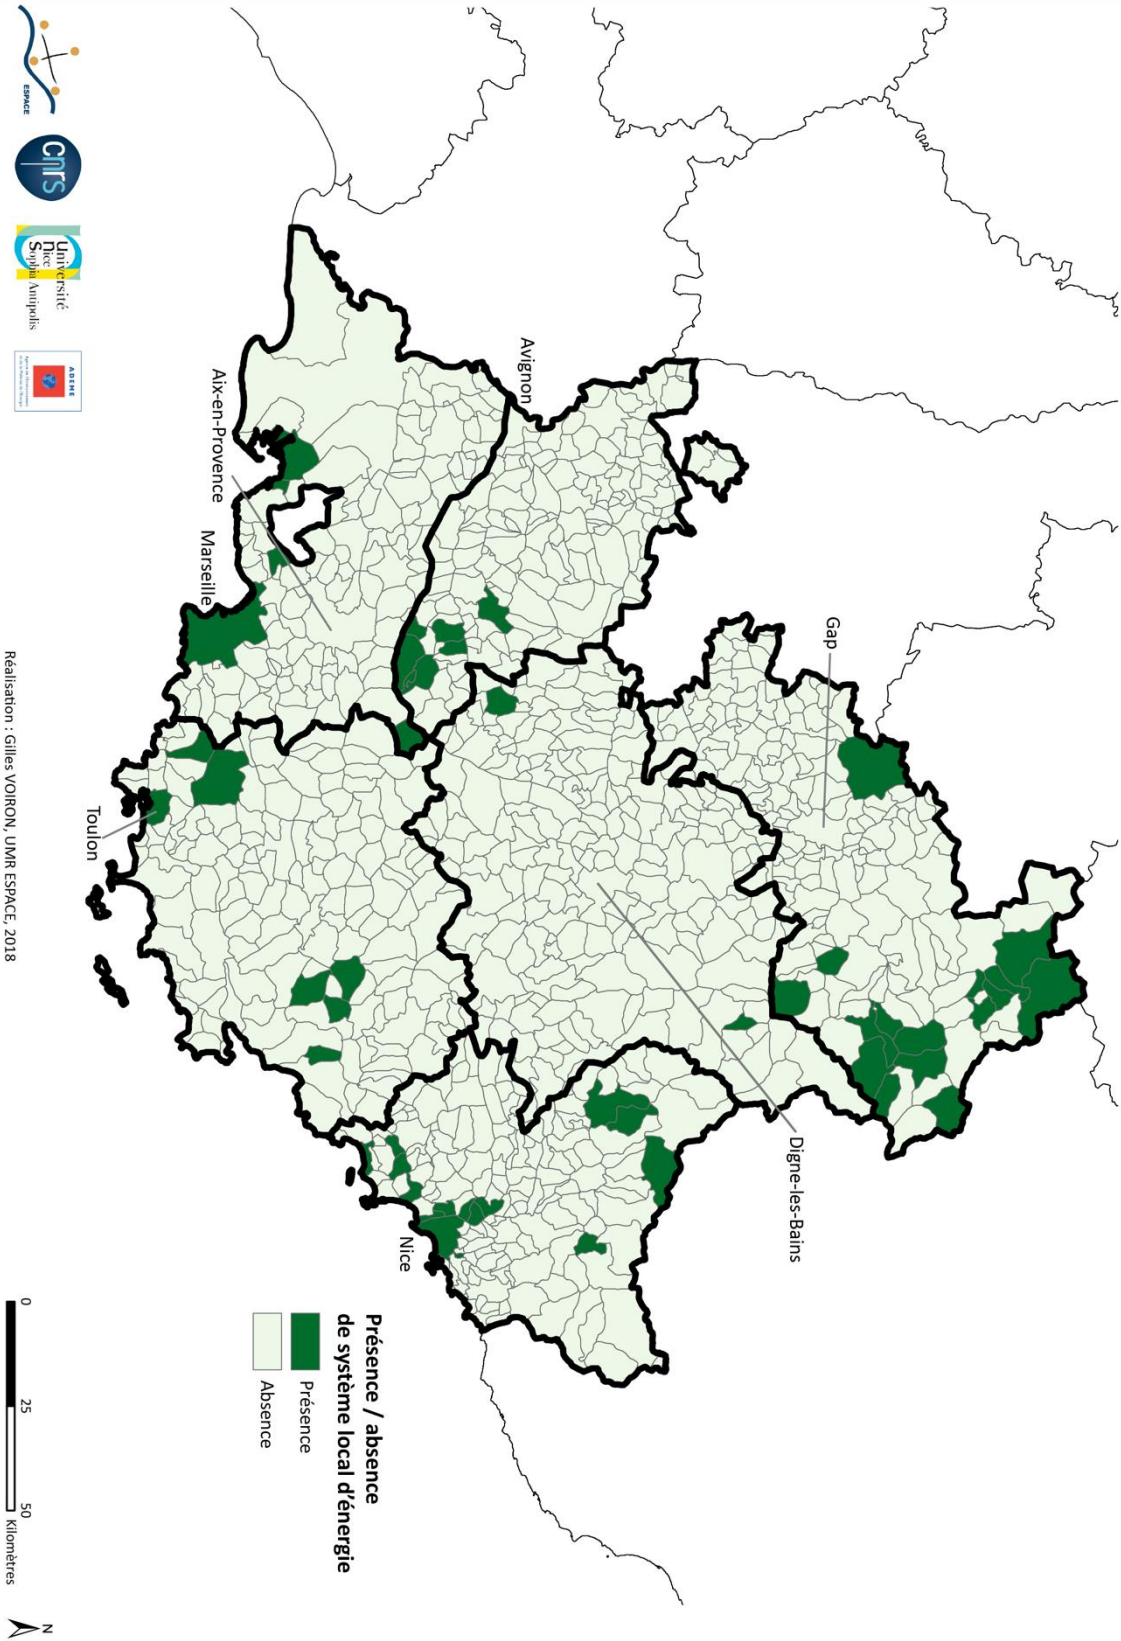 Gap
Digne-les-Bains
Avignon
Nice
Aix-en-Provence
Marseille
Toulon
Présence / absence
de système local d'énergie
Présence
Absence
0 25 50 Kilomètres
N
ESPACE
cnrs
Université
nice
Sophia Antipolis
ADEME
Réalisation : Gilles VOIRON, UMR ESPACE, 2018